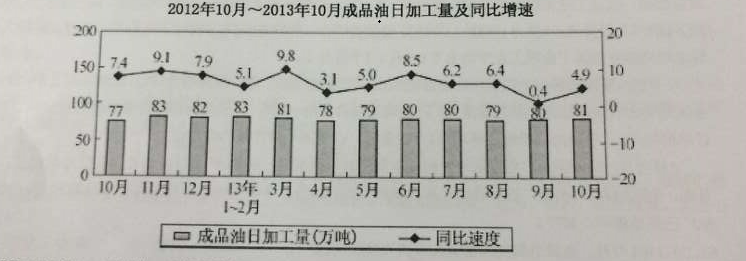 2012年10月～2013年10月成品油日加工量及同比增速
200
150
100
50
0
20
10
0
-10
-20
7.4 9.1 7.9 5.1 9.8 3.1 5.0 8.5 6.2 6.4 0.4 4.9
77 83 82 83 81 78 79 80 80 79 80 81
10月 11月 12月 13年 3月 4月 5月 6月 7月 8月 9月 10月
1~2月
成品油日加工量(万吨) 同比速度